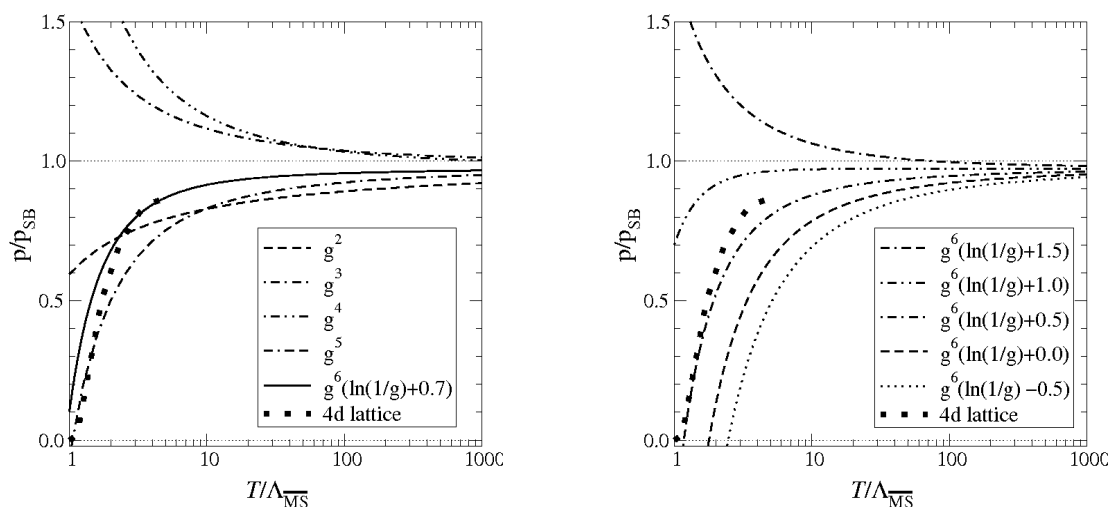 1.5
1.0
0.5
0.0
p/p_SB
1
10
100
1000
T/Λ_M̅S̅
g^2
g^3
g^4
g^5
g^6(ln(1/g)+0.7)
4d lattice
1.5
1.0
0.5
0.0
p/p_SB
1
10
100
1000
T/Λ_M̅S̅
g^6(ln(1/g)+1.5)
g^6(ln(1/g)+1.0)
g^6(ln(1/g)+0.5)
g^6(ln(1/g)+0.0)
g^6(ln(1/g) −0.5)
4d lattice